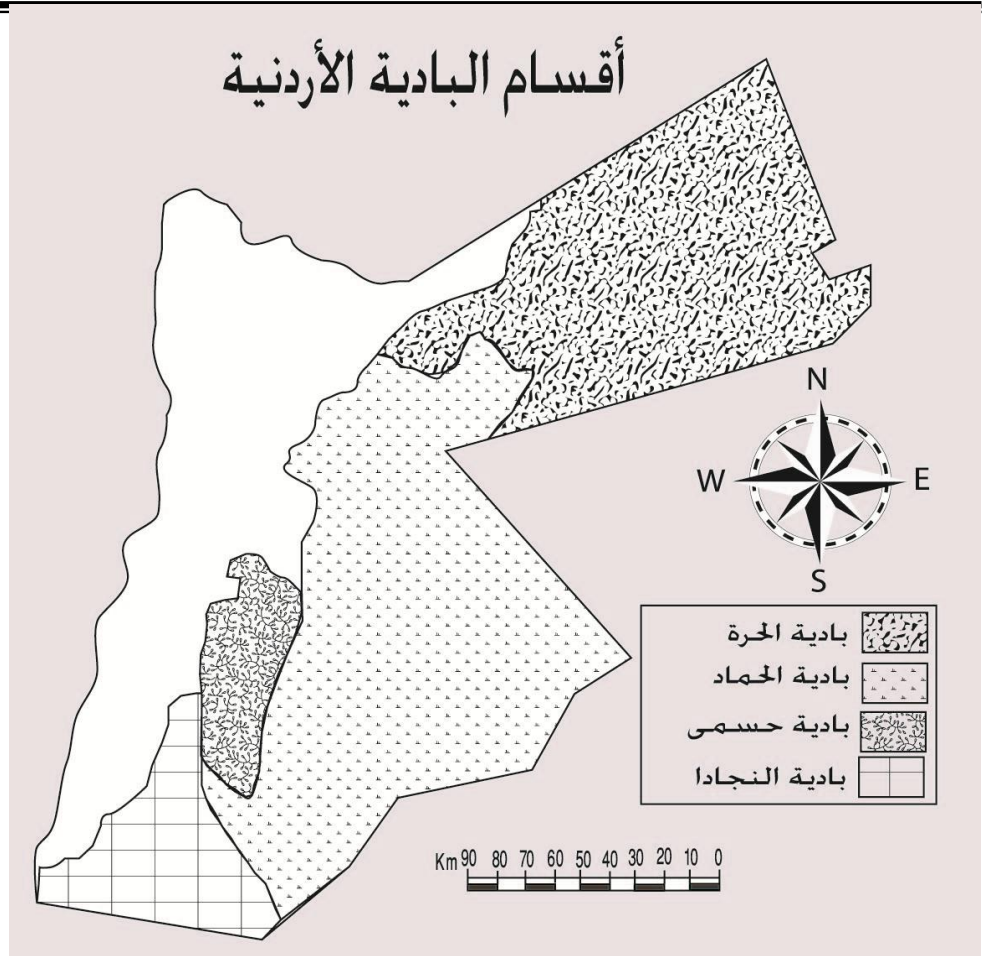 أقسام البادية الأردنية
N
W E
S
بادية الحرة
بادية الحماد
بادية حسمى
بادية النجادا
Km 90 80 70 60 50 40 30 20 10 0